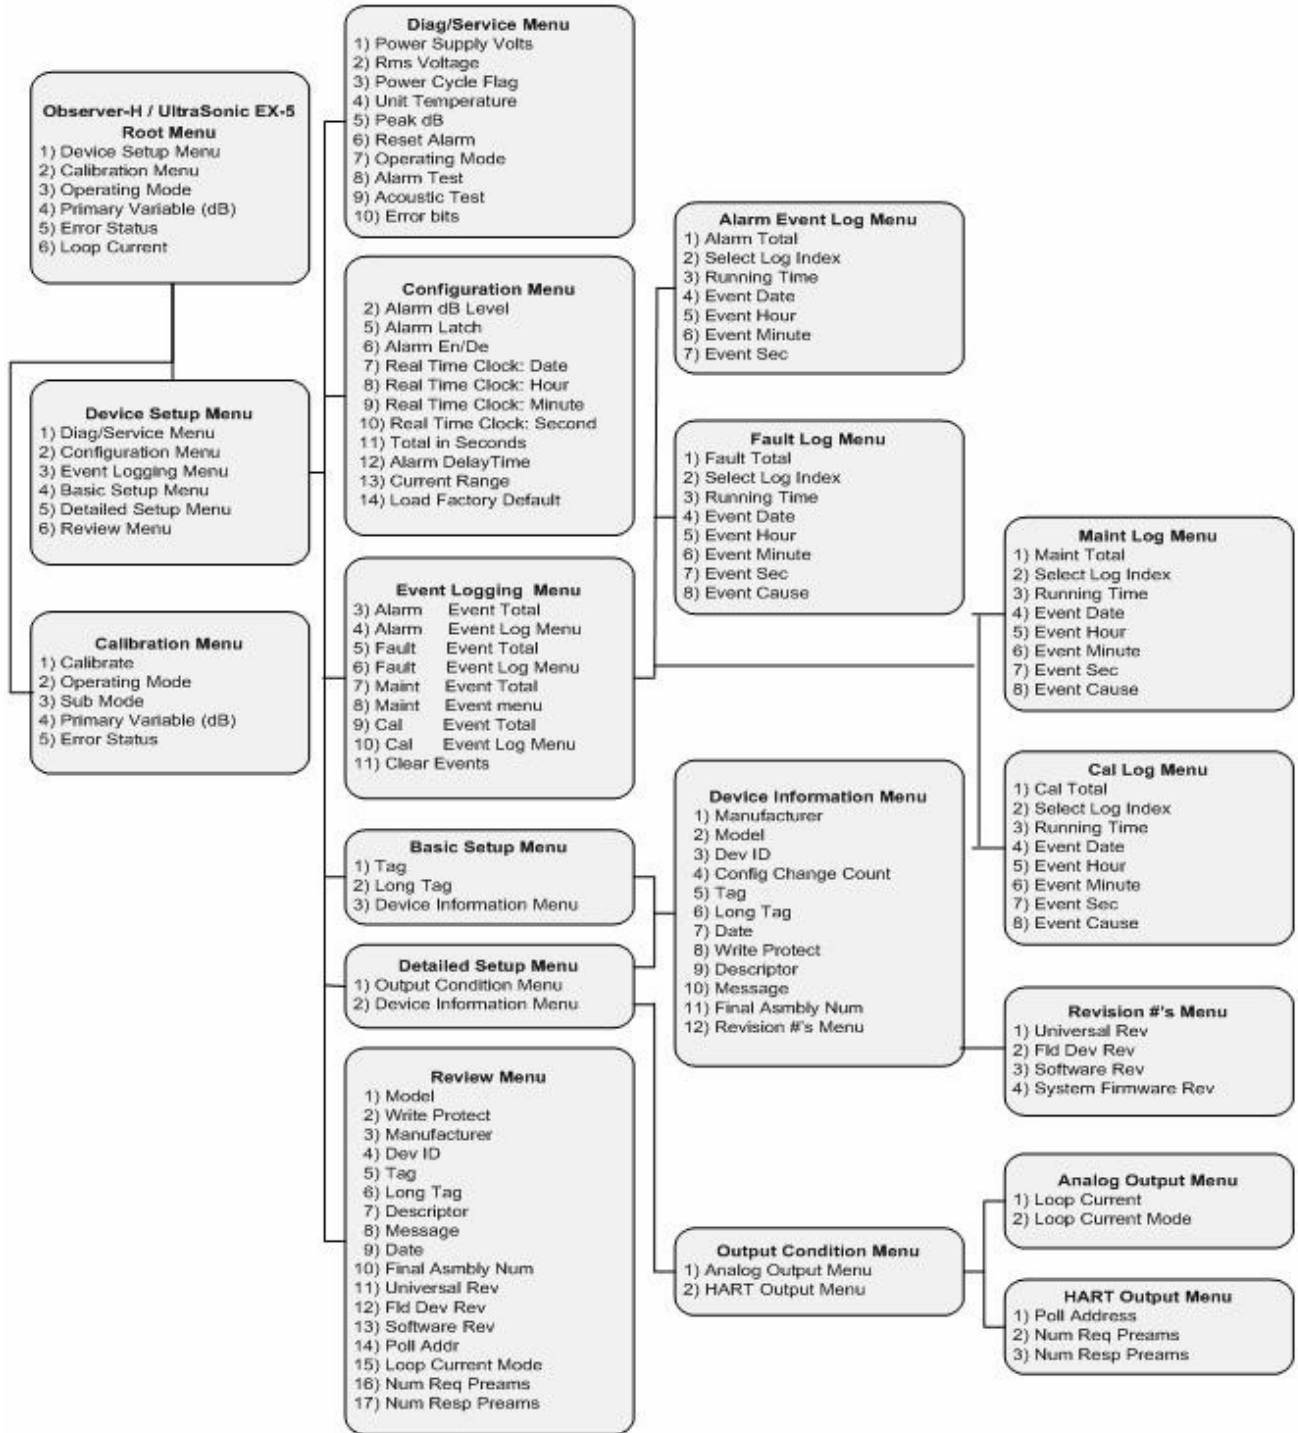 Observer-H / UltraSonic EX-5
Root Menu
1) Device Setup Menu
2) Calibration Menu
3) Operating Mode
4) Primary Variable (dB)
5) Error Status
6) Loop Current
Device Setup Menu
1) Diag/Service Menu
2) Configuration Menu
3) Event Logging Menu
4) Basic Setup Menu
5) Detailed Setup Menu
6) Review Menu
Calibration Menu
1) Calibrate
2) Operating Mode
3) Sub Mode
4) Primary Variable (dB)
5) Error Status
Diag/Service Menu
1) Power Supply Volts
2) Rms Voltage
3) Power Cycle Flag
4) Unit Temperature
5) Peak dB
6) Reset Alarm
7) Operating Mode
8) Alarm Test
9) Acoustic Test
10) Error bits
Configuration Menu
2) Alarm dB Level
5) Alarm Latch
6) Alarm En/De
7) Real Time Clock: Date
8) Real Time Clock: Hour
9) Real Time Clock: Minute
10) Real Time Clock: Second
11) Total in Seconds
12) Alarm DelayTime
13) Current Range
14) Load Factory Default
Event Logging Menu
3) Alarm Event Total
4) Alarm Event Log Menu
5) Fault Event Total
6) Fault Event Log Menu
7) Maint Event Total
8) Maint Event menu
9) Cal Event Total
10) Cal Event Log Menu
11) Clear Events
Basic Setup Menu
1) Tag
2) Long Tag
3) Device Information Menu
Detailed Setup Menu
1) Output Condition Menu
2) Device Information Menu
Review Menu
1) Model
2) Write Protect
3) Manufacturer
4) Dev ID
5) Tag
6) Long Tag
7) Descriptor
8) Message
9) Date
10) Final Asmbly Num
11) Universal Rev
12) Fld Dev Rev
13) Software Rev
14) Poll Addr
15) Loop Current Mode
16) Num Req Preams
17) Num Resp Preams
Alarm Event Log Menu
1) Alarm Total
2) Select Log Index
3) Running Time
4) Event Date
5) Event Hour
6) Event Minute
7) Event Sec
Fault Log Menu
1) Fault Total
2) Select Log Index
3) Running Time
4) Event Date
5) Event Hour
6) Event Minute
7) Event Sec
8) Event Cause
Device Information Menu
1) Manufacturer
2) Model
3) Dev ID
4) Config Change Count
5) Tag
6) Long Tag
7) Date
8) Write Protect
9) Descriptor
10) Message
11) Final Asmbly Num
12) Revision #'s Menu
Output Condition Menu
1) Analog Output Menu
2) HART Output Menu
Maint Log Menu
1) Maint Total
2) Select Log Index
3) Running Time
4) Event Date
5) Event Hour
6) Event Minute
7) Event Sec
8) Event Cause
Cal Log Menu
1) Cal Total
2) Select Log Index
3) Running Time
4) Event Date
5) Event Hour
6) Event Minute
7) Event Sec
8) Event Cause
Revision #'s Menu
1) Universal Rev
2) Fld Dev Rev
3) Software Rev
4) System Firmware Rev
Analog Output Menu
1) Loop Current
2) Loop Current Mode
HART Output Menu
1) Poll Address
2) Num Req Preams
3) Num Resp Preams